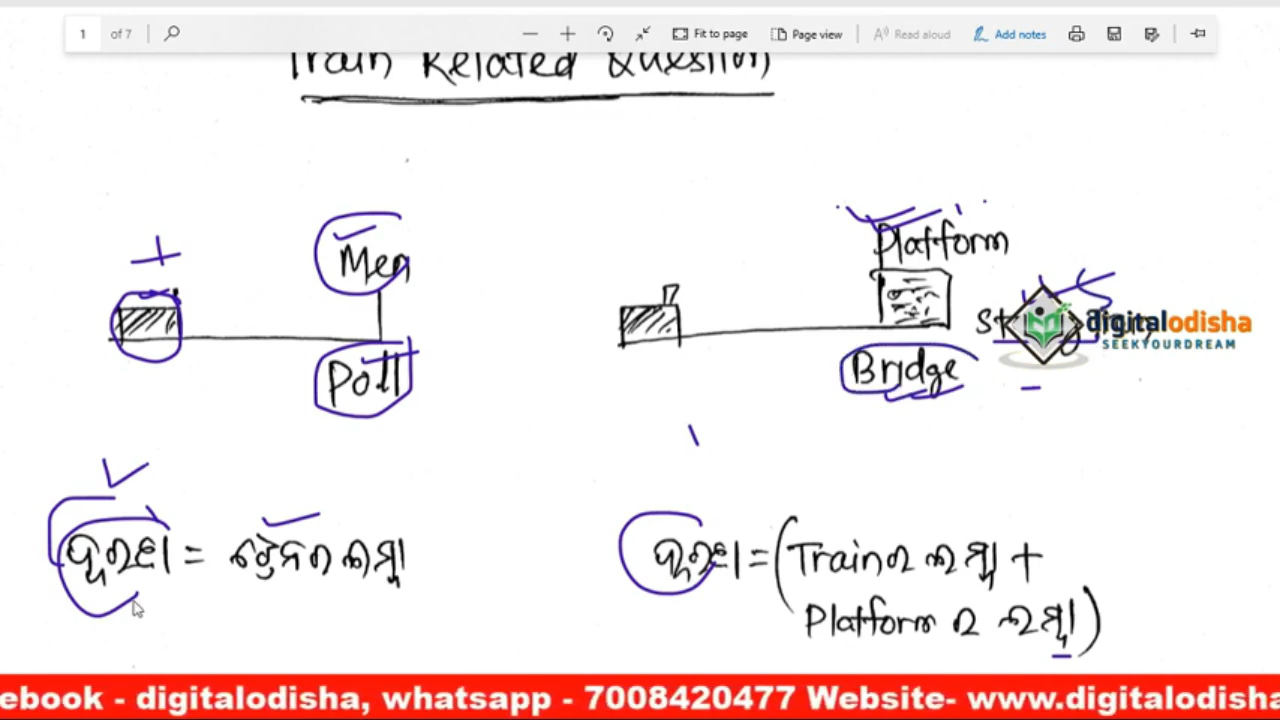 1 of 7 Fit to page Page view Read aloud Add notes
Train Related Question
Men
Platform
digitalodisha
SEEKYOURDREAM
Poll
Bridge
ଦୂରତା = ଟ୍ରେନର ଲମ୍ବା
ଦୂରତା = (Trainର ଲମ୍ବା +
Platform ର ଲମ୍ବା)
ebook - digitalodisha, whatsapp - 7008420477 Website- www.digitalodisha